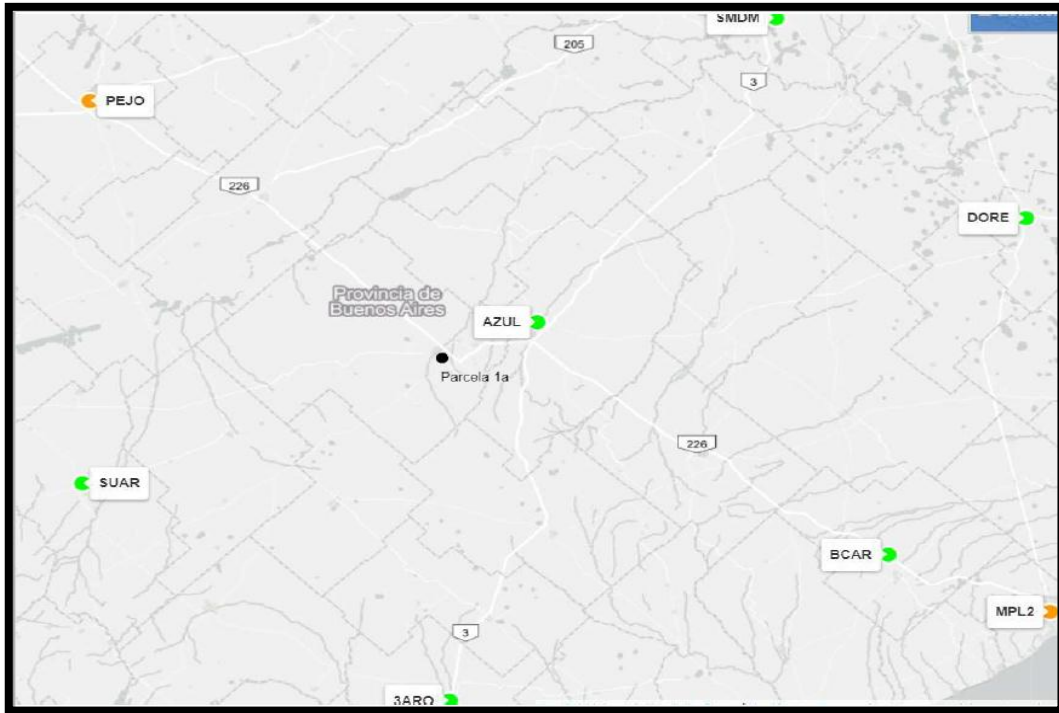 SMDM
205
3
PEJO
226
DORE
Provincia de
Buenos Aires
AZUL
Parcela 1a
226
SUAR
BCAR
MPL2
3
3ARO